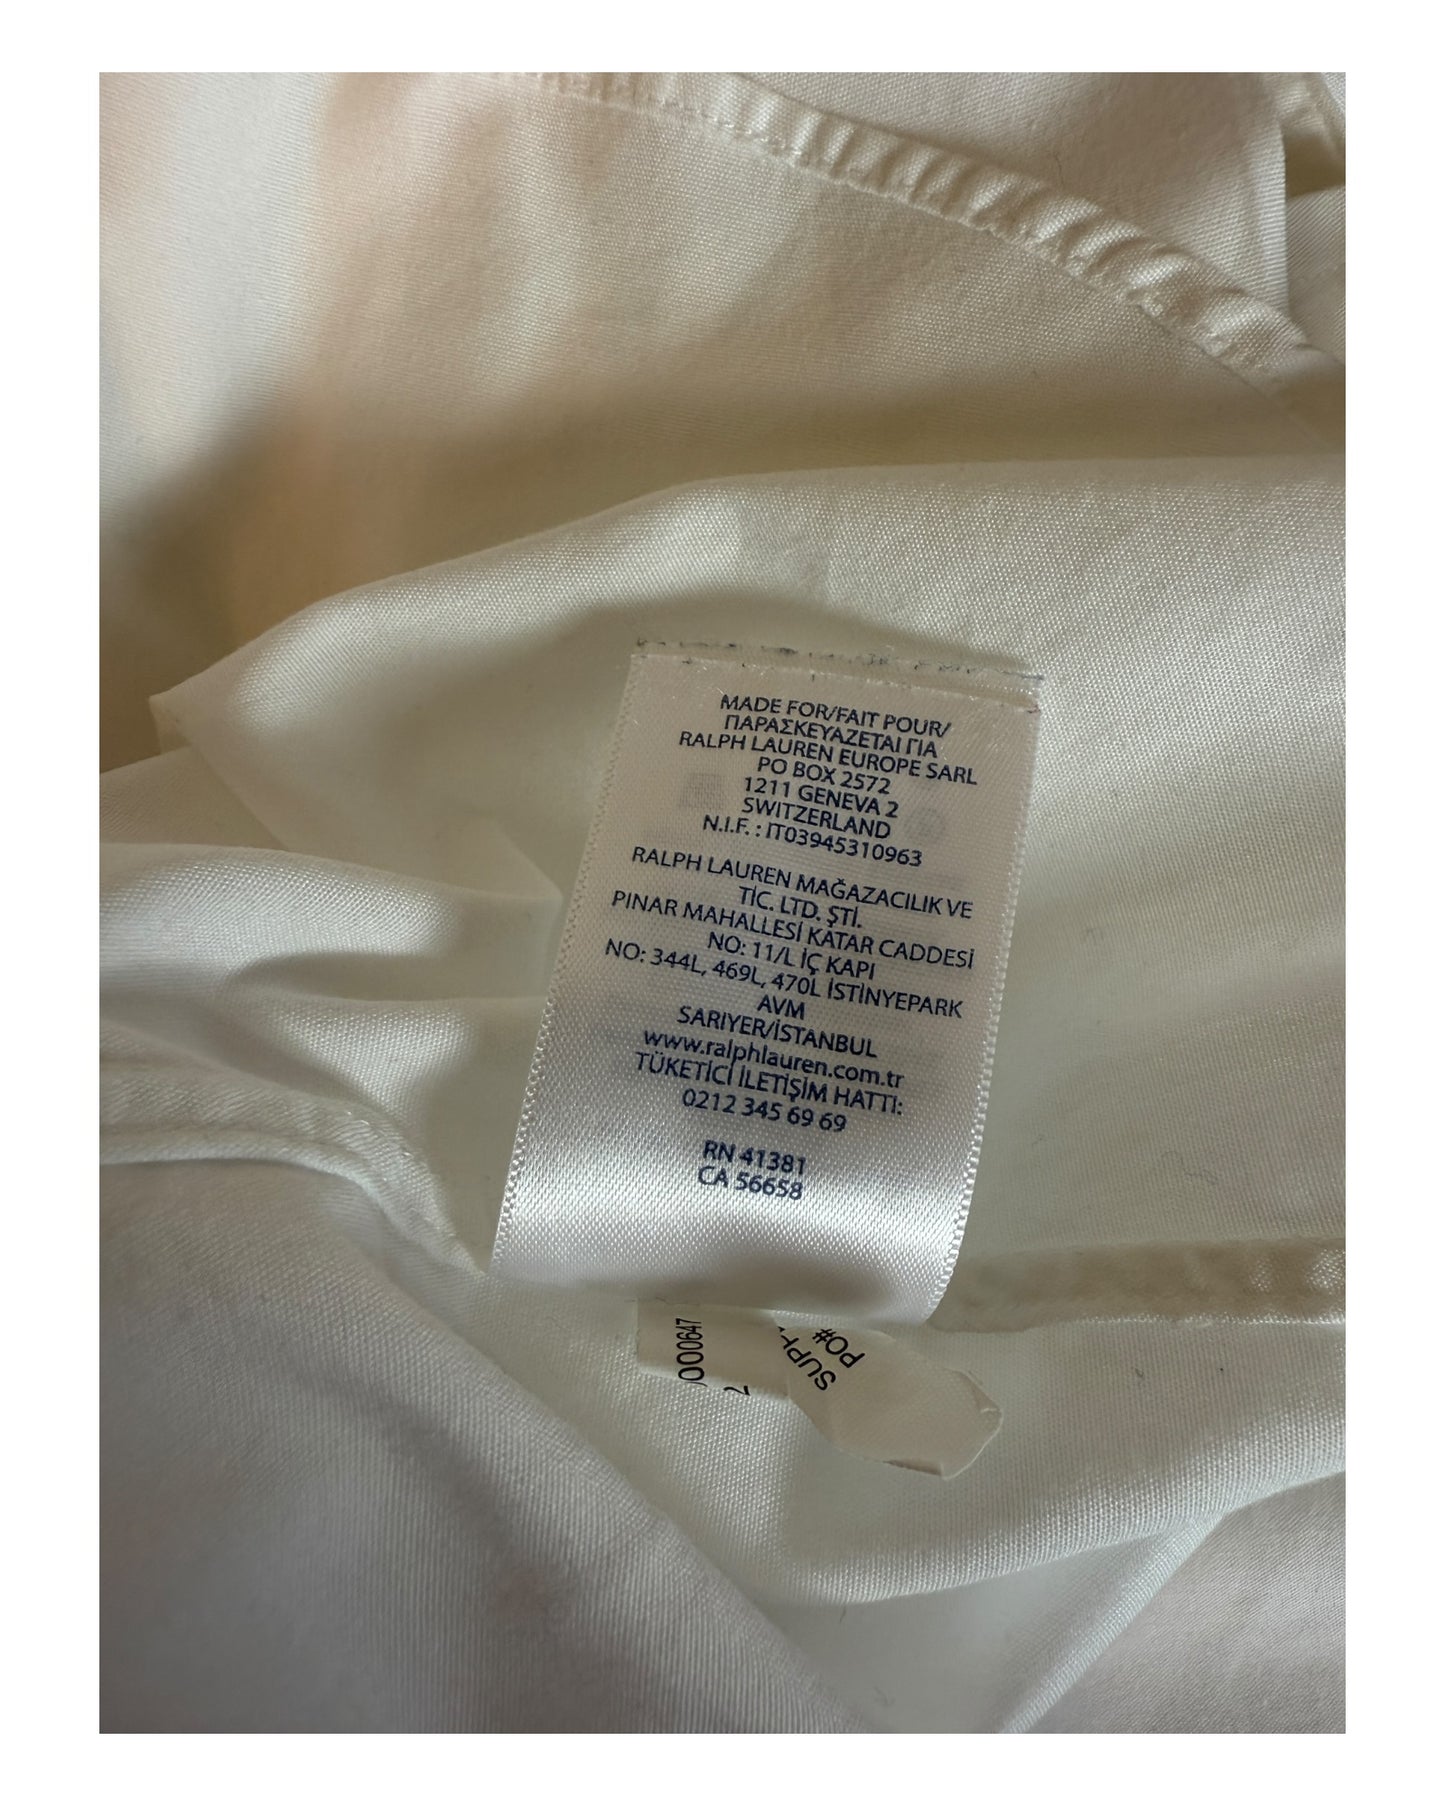 MADE FOR/FAIT POUR/
ΠΑΡΑΣΚΕΥΑΖΕΤΑΙ ΓΙΑ
RALPH LAUREN EUROPE SARL
PO BOX 2572
1211 GENEVA 2
SWITZERLAND
N.I.F. : IT03945310963
RALPH LAUREN MAĞAZACILIK VE
TİC. LTD. ŞTİ.
PINAR MAHALLESİ KATAR CADDESİ
NO: 11/L İÇ KAPI
NO: 344L, 469L, 470L İSTİNYEPARK
AVM
SARIYER/İSTANBUL
www.ralphlauren.com.tr
TÜKETİCİ İLETİŞİM HATTI:
0212 345 69 69
RN 41381
CA 56658
000647
PO#